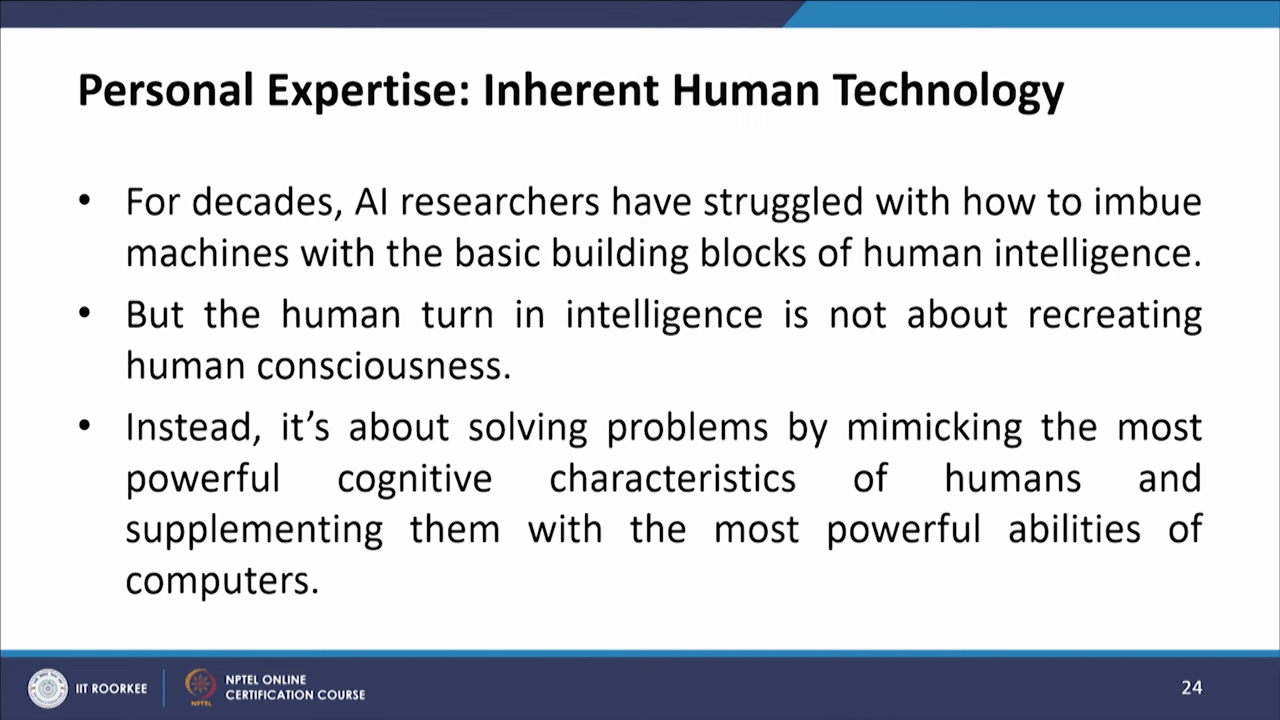 Personal Expertise: Inherent Human Technology
• For decades, AI researchers have struggled with how to imbue
machines with the basic building blocks of human intelligence.
• But the human turn in intelligence is not about recreating
human consciousness.
• Instead, it’s about solving problems by mimicking the most
powerful cognitive characteristics of humans and
supplementing them with the most powerful abilities of
computers.
IIT ROORKEE
NPTEL
NPTEL ONLINE
CERTIFICATION COURSE
24